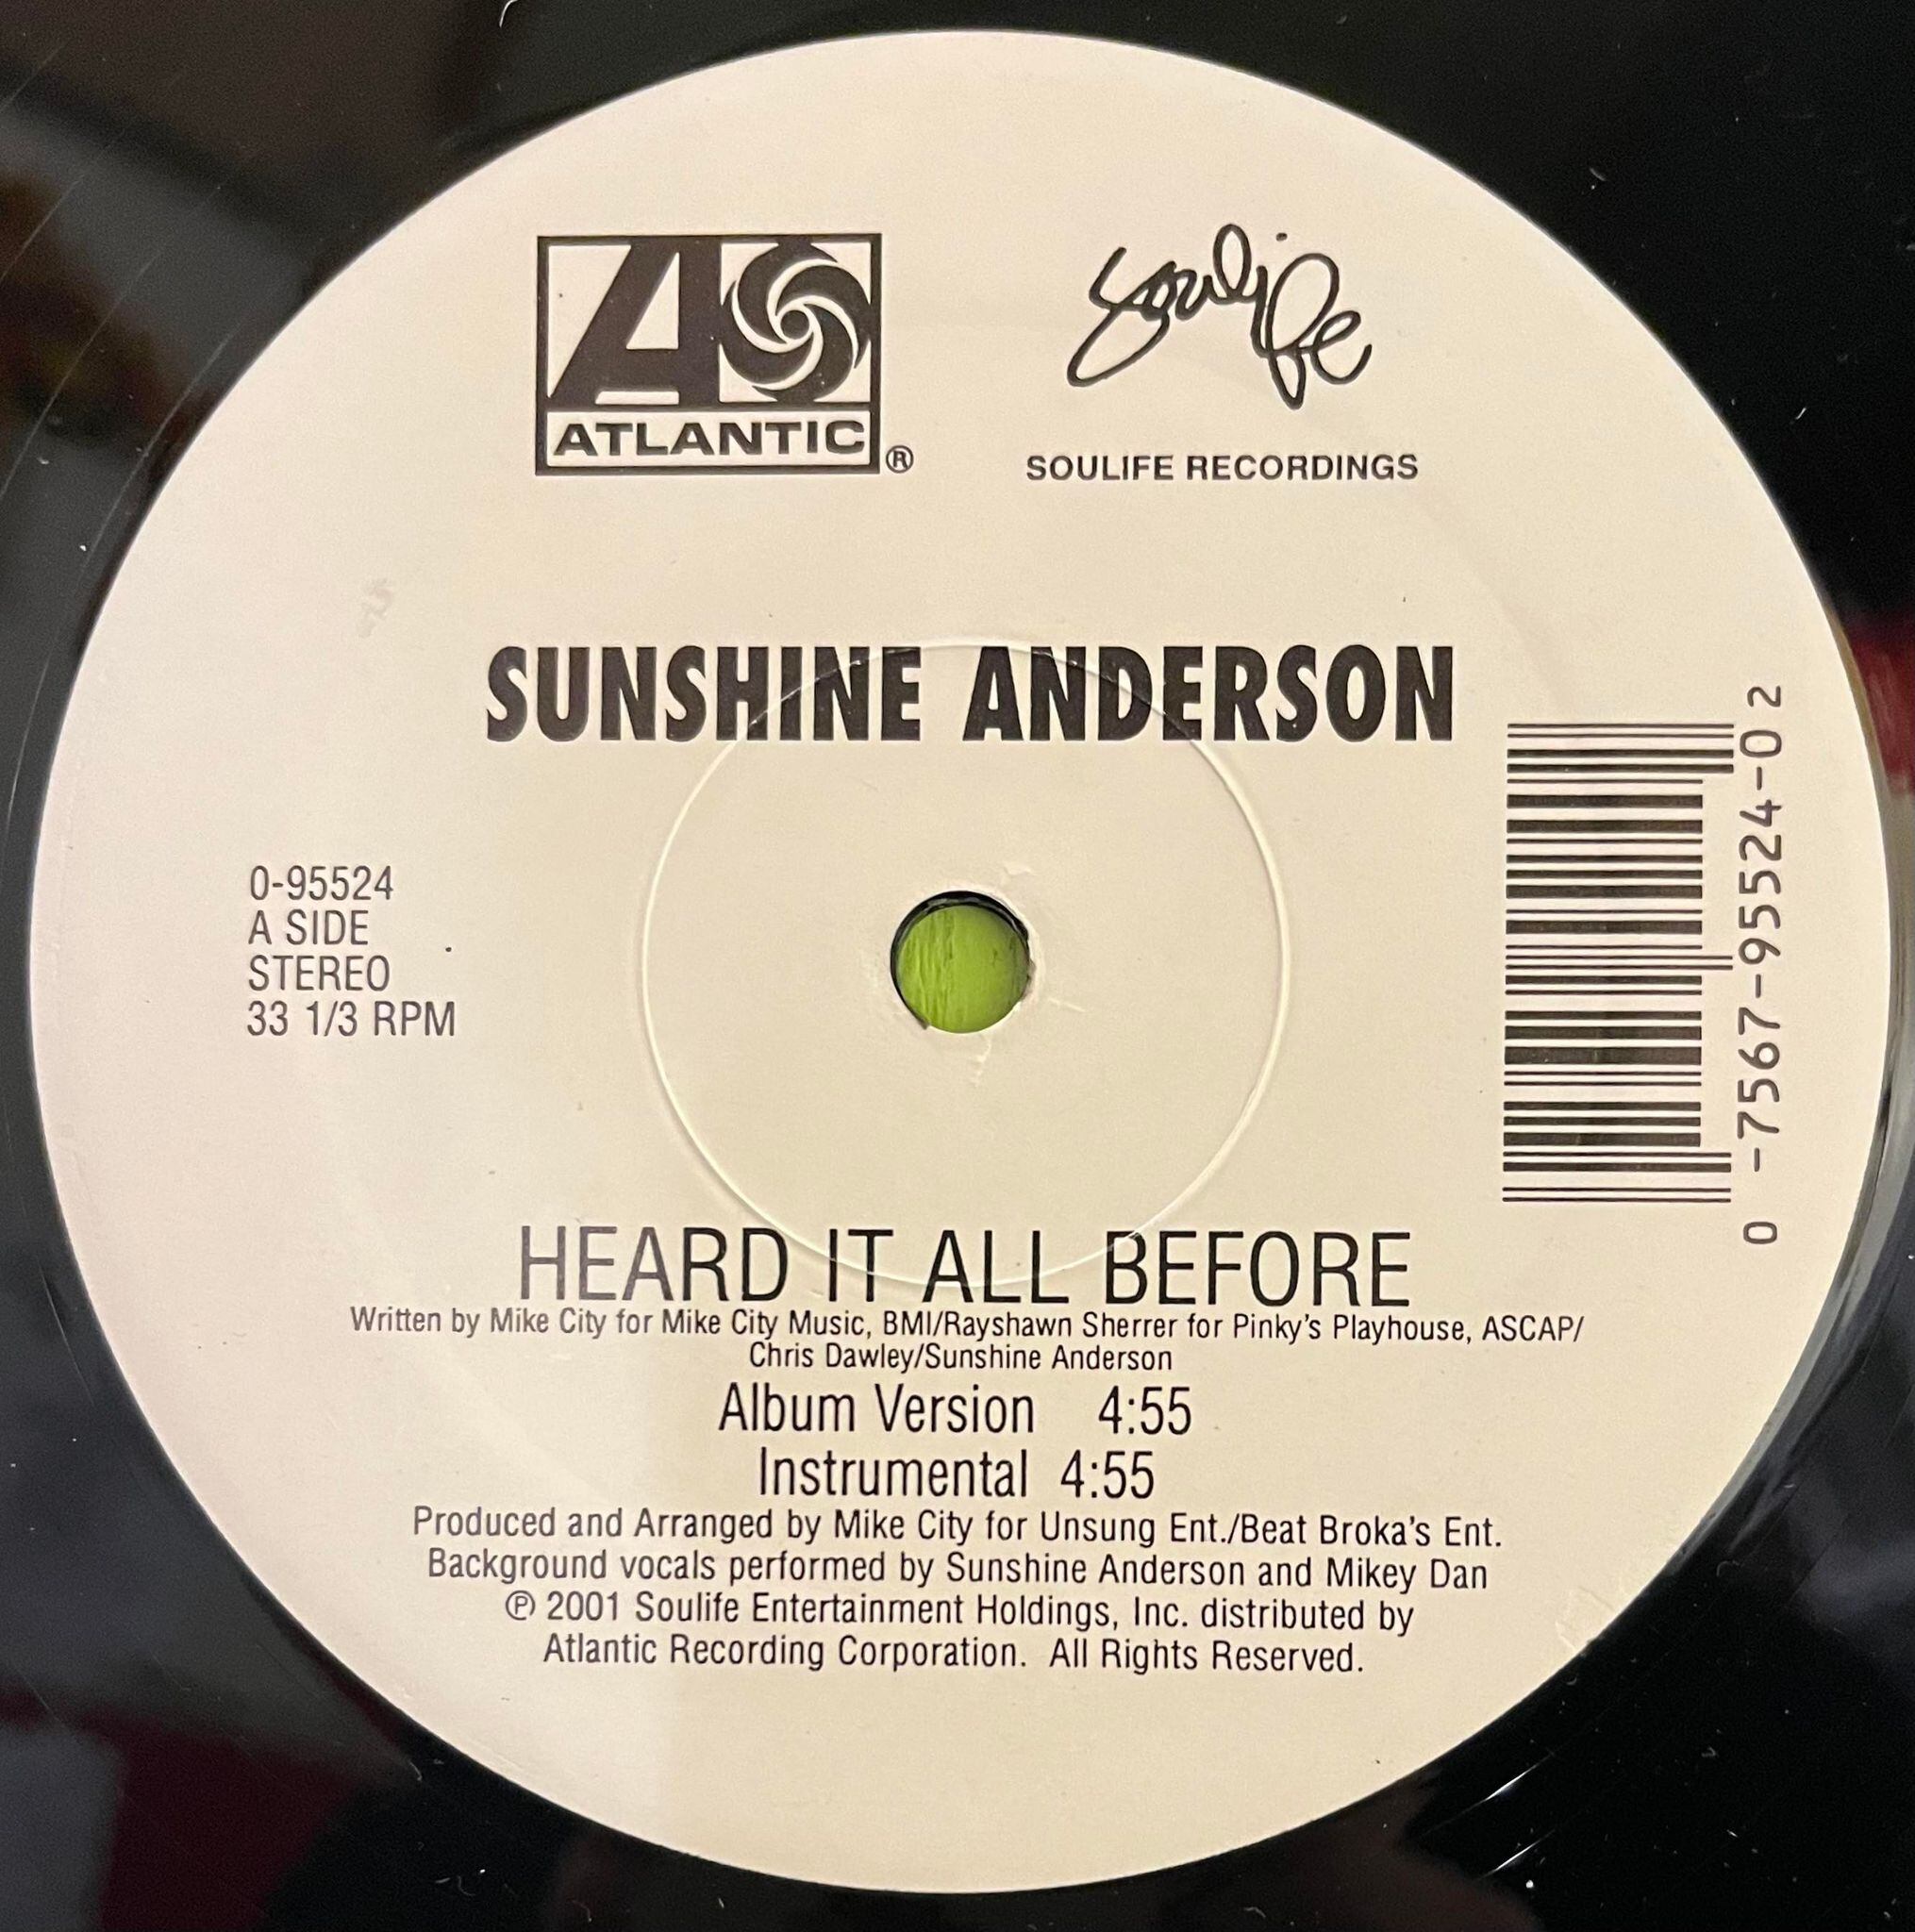 ATLANTIC®
soulife
SOULIFE RECORDINGS
SUNSHINE ANDERSON
0-95524
A SIDE
STEREO
33 1/3 RPM
0 -7567-95524-0 2
HEARD IT ALL BEFORE
Written by Mike City for Mike City Music, BMI/Rayshawn Sherrer for Pinky's Playhouse, ASCAP/
Chris Dawley/Sunshine Anderson
Album Version 4:55
Instrumental 4:55
Produced and Arranged by Mike City for Unsung Ent./Beat Broka's Ent.
Background vocals performed by Sunshine Anderson and Mikey Dan
℗ 2001 Soulife Entertainment Holdings, Inc. distributed by
Atlantic Recording Corporation. All Rights Reserved.